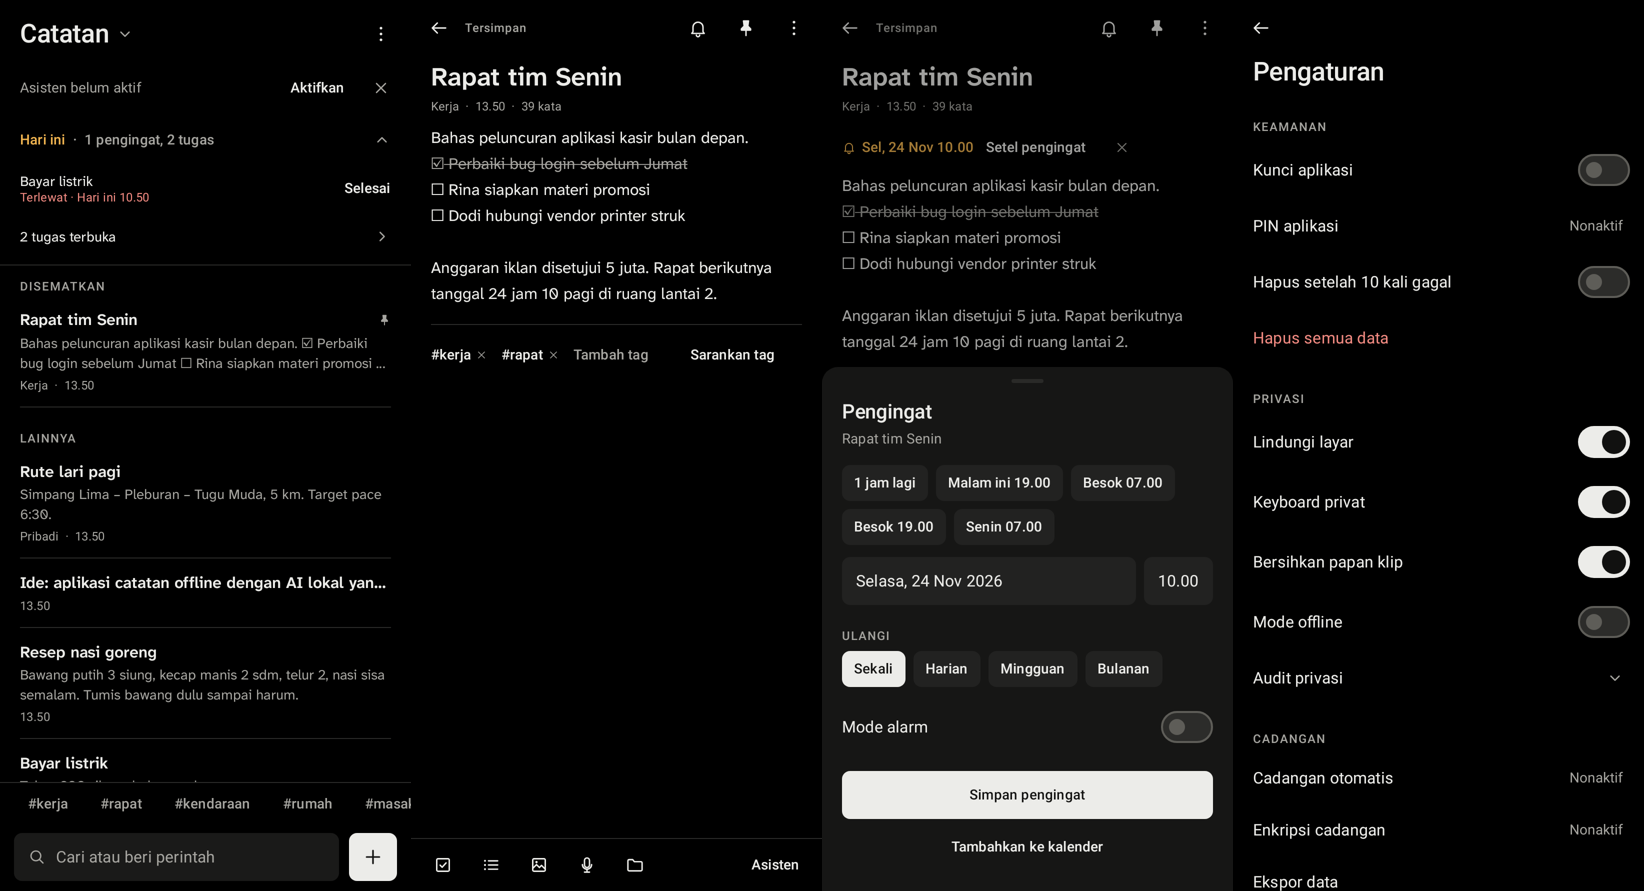 Catatan
Asisten belum aktif Aktifkan
Hari ini · 1 pengingat, 2 tugas
Bayar listrik
Terlewat · Hari ini 10.50
Selesai
2 tugas terbuka
DISEMATKAN
Rapat tim Senin
Bahas peluncuran aplikasi kasir bulan depan. ☑ Perbaiki
bug login sebelum Jumat ☐ Rina siapkan materi promosi ...
Kerja · 13.50
LAINNYA
Rute lari pagi
Simpang Lima – Pleburan – Tugu Muda, 5 km. Target pace
6:30.
Pribadi · 13.50
Ide: aplikasi catatan offline dengan AI lokal yan...
13.50
Resep nasi goreng
Bawang putih 3 siung, kecap manis 2 sdm, telur 2, nasi sisa
semalam. Tumis bawang dulu sampai harum.
13.50
Bayar listrik
#kerja #rapat #kendaraan #rumah #masal
Cari atau beri perintah
Tersimpan
Rapat tim Senin
Kerja · 13.50 · 39 kata
Bahas peluncuran aplikasi kasir bulan depan.
☑ Perbaiki bug login sebelum Jumat
☐ Rina siapkan materi promosi
☐ Dodi hubungi vendor printer struk
Anggaran iklan disetujui 5 juta. Rapat berikutnya
tanggal 24 jam 10 pagi di ruang lantai 2.
#kerja × #rapat × Tambah tag Sarankan tag
Asisten
Tersimpan
Rapat tim Senin
Kerja · 13.50 · 39 kata
Sel, 24 Nov 10.00 Setel pengingat
Bahas peluncuran aplikasi kasir bulan depan.
☑ Perbaiki bug login sebelum Jumat
☐ Rina siapkan materi promosi
☐ Dodi hubungi vendor printer struk
Anggaran iklan disetujui 5 juta. Rapat berikutnya
tanggal 24 jam 10 pagi di ruang lantai 2.
Pengingat
Rapat tim Senin
1 jam lagi Malam ini 19.00 Besok 07.00
Besok 19.00 Senin 07.00
Selasa, 24 Nov 2026 10.00
ULANGI
Sekali Harian Mingguan Bulanan
Mode alarm
Simpan pengingat
Tambahkan ke kalender
Pengaturan
KEAMANAN
Kunci aplikasi
PIN aplikasi Nonaktif
Hapus setelah 10 kali gagal
Hapus semua data
PRIVASI
Lindungi layar
Keyboard privat
Bersihkan papan klip
Mode offline
Audit privasi
CADANGAN
Cadangan otomatis Nonaktif
Enkripsi cadangan Nonaktif
Ekspor data